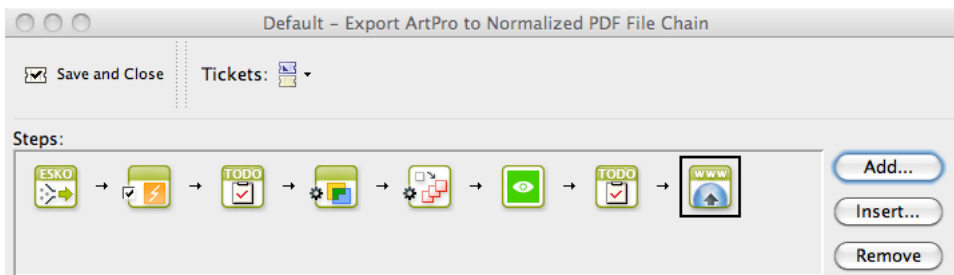 Default – Export ArtPro to Normalized PDF File Chain
Save and Close Tickets:
Steps:
ESKO TODO TODO WWW
Add...
Insert...
Remove